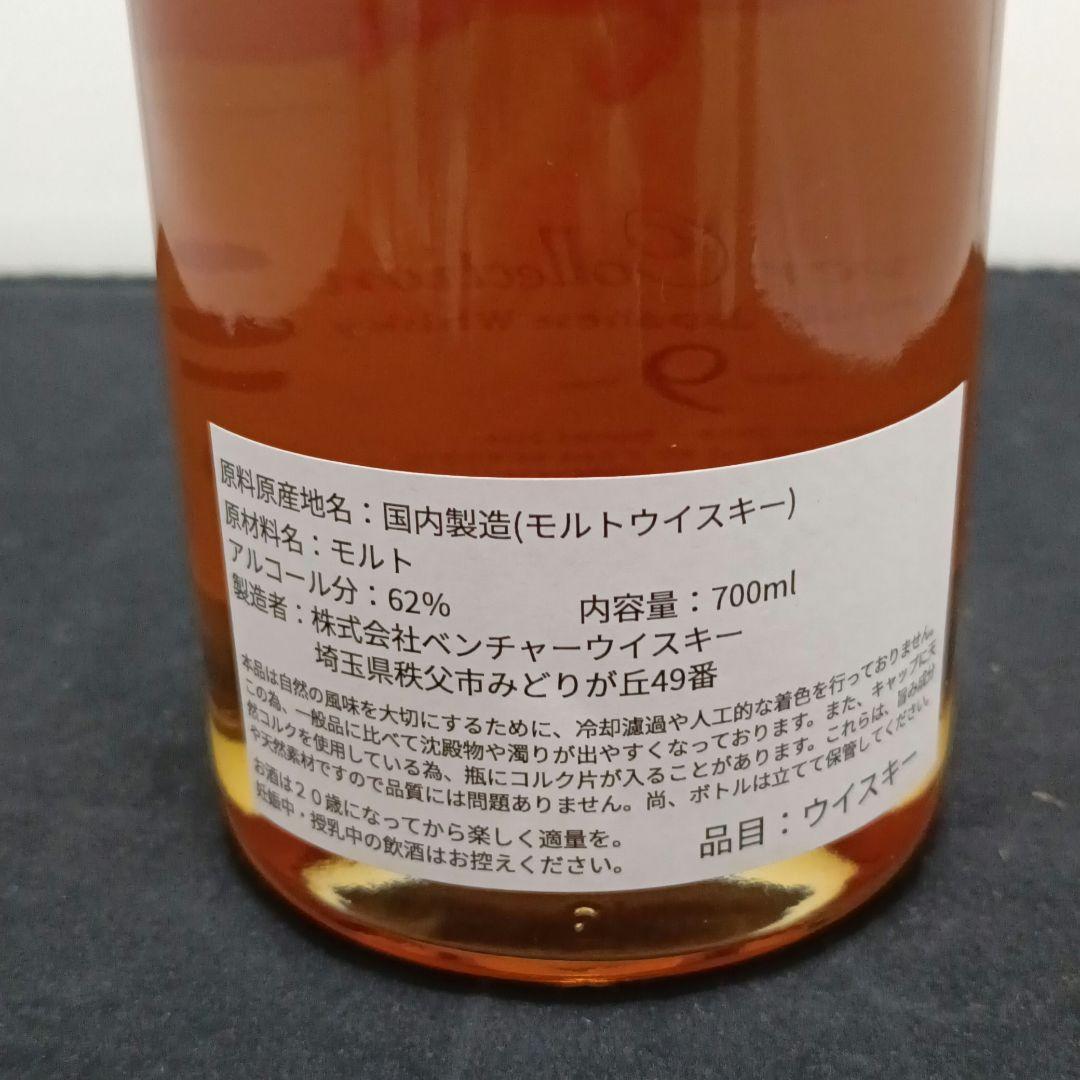 Collection
Japanese Whisky
9
原料原産地名：国内製造(モルトウイスキー)
原材料名：モルト
アルコール分：62% 内容量：700ml
製造者：株式会社ベンチャーウイスキー
埼玉県秩父市みどりが丘49番
本品は自然の風味を大切にするために、冷却濾過や人工的な着色を行っておりません。
この為、一般品に比べて沈殿物や濁りが出やすくなっております。また、キャップに天
然コルクを使用している為、瓶にコルク片が入ることがあります。これらは、旨み成分
や天然素材ですので品質には問題ありません。尚、ボトルは立てて保管してください。
お酒は２０歳になってから楽しく適量を。
妊娠中・授乳中の飲酒はお控えください。
品目：ウイスキー